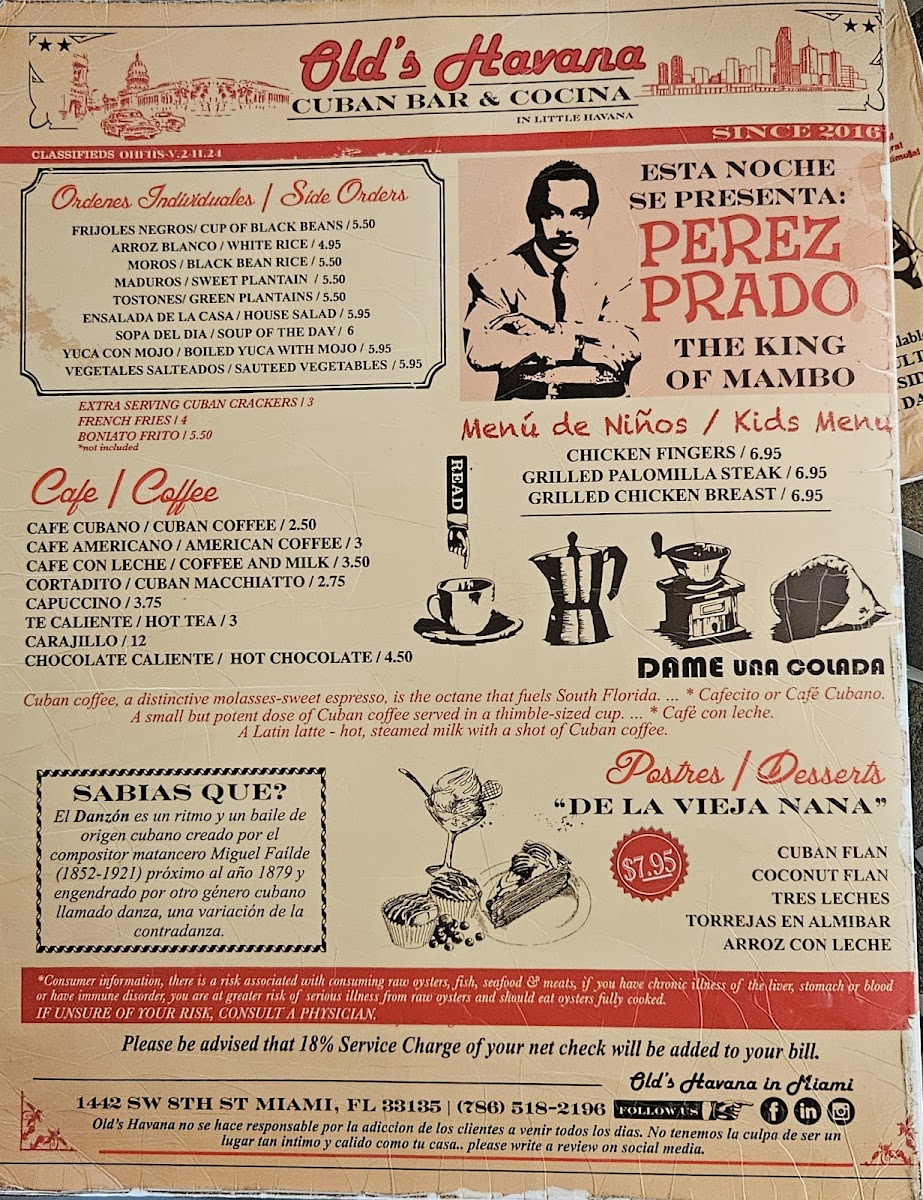 Old's Havana
CUBAN BAR & COCINA
IN LITTLE HAVANA
SINCE 2016
CLASSIFIEDS OHFHS-V.2-11.24
Ordenes Individuales / Side Orders
FRIJOLES NEGROS/ CUP OF BLACK BEANS / 5.50
ARROZ BLANCO / WHITE RICE / 4.95
MOROS / BLACK BEAN RICE / 5.50
MADUROS / SWEET PLANTAIN / 5.50
TOSTONES/ GREEN PLANTAINS / 5.50
ENSALADA DE LA CASA / HOUSE SALAD / 5.95
SOPA DEL DIA / SOUP OF THE DAY / 6
YUCA CON MOJO / BOILED YUCA WITH MOJO / 5.95
VEGETALES SALTEADOS / SAUTEED VEGETABLES / 5.95
EXTRA SERVING CUBAN CRACKERS / 3
FRENCH FRIES / 4
BONIATO FRITO / 5.50
*not included
ESTA NOCHE
SE PRESENTA:
PEREZ
PRADO
THE KING
OF MAMBO
Menú de Niños / Kids Menu
CHICKEN FINGERS / 6.95
GRILLED PALOMILLA STEAK / 6.95
GRILLED CHICKEN BREAST / 6.95
READ
Cafe / Coffee
CAFE CUBANO / CUBAN COFFEE / 2.50
CAFE AMERICANO / AMERICAN COFFEE / 3
CAFE CON LECHE / COFFEE AND MILK / 3.50
CORTADITO / CUBAN MACCHIATTO / 2.75
CAPUCCINO / 3.75
TE CALIENTE / HOT TEA / 3
CARAJILLO / 12
CHOCOLATE CALIENTE / HOT CHOCOLATE / 4.50
DAME UNA COLADA
Cuban coffee, a distinctive molasses-sweet espresso, is the octane that fuels South Florida. ... * Cafecito or Café Cubano.
A small but potent dose of Cuban coffee served in a thimble-sized cup. ... * Café con leche.
A Latin latte - hot, steamed milk with a shot of Cuban coffee.
SABIAS QUE?
El Danzón es un ritmo y un baile de
origen cubano creado por el
compositor matancero Miguel Faílde
(1852-1921) próximo al año 1879 y
engendrado por otro género cubano
llamado danza, una variación de la
contradanza.
Postres / Desserts
"DE LA VIEJA NANA"
$7.95
CUBAN FLAN
COCONUT FLAN
TRES LECHES
TORREJAS EN ALMIBAR
ARROZ CON LECHE
*Consumer information, there is a risk associated with consuming raw oysters, fish, seafood & meats, if you have chronic illness of the liver, stomach or blood
or have immune disorder, you are at greater risk of serious illness from raw oysters and should eat oysters fully cooked.
IF UNSURE OF YOUR RISK, CONSULT A PHYSICIAN.
Please be advised that 18% Service Charge of your net check will be added to your bill.
Old's Havana in Miami
1442 SW 8TH ST MIAMI, FL 33135 | (786) 518-2196 FOLLOW US
Old's Havana no se hace responsable por la adiccion de los clientes a venir todos los dias. No tenemos la culpa de ser un
lugar tan intimo y calido como tu casa.. please write a review on social media.